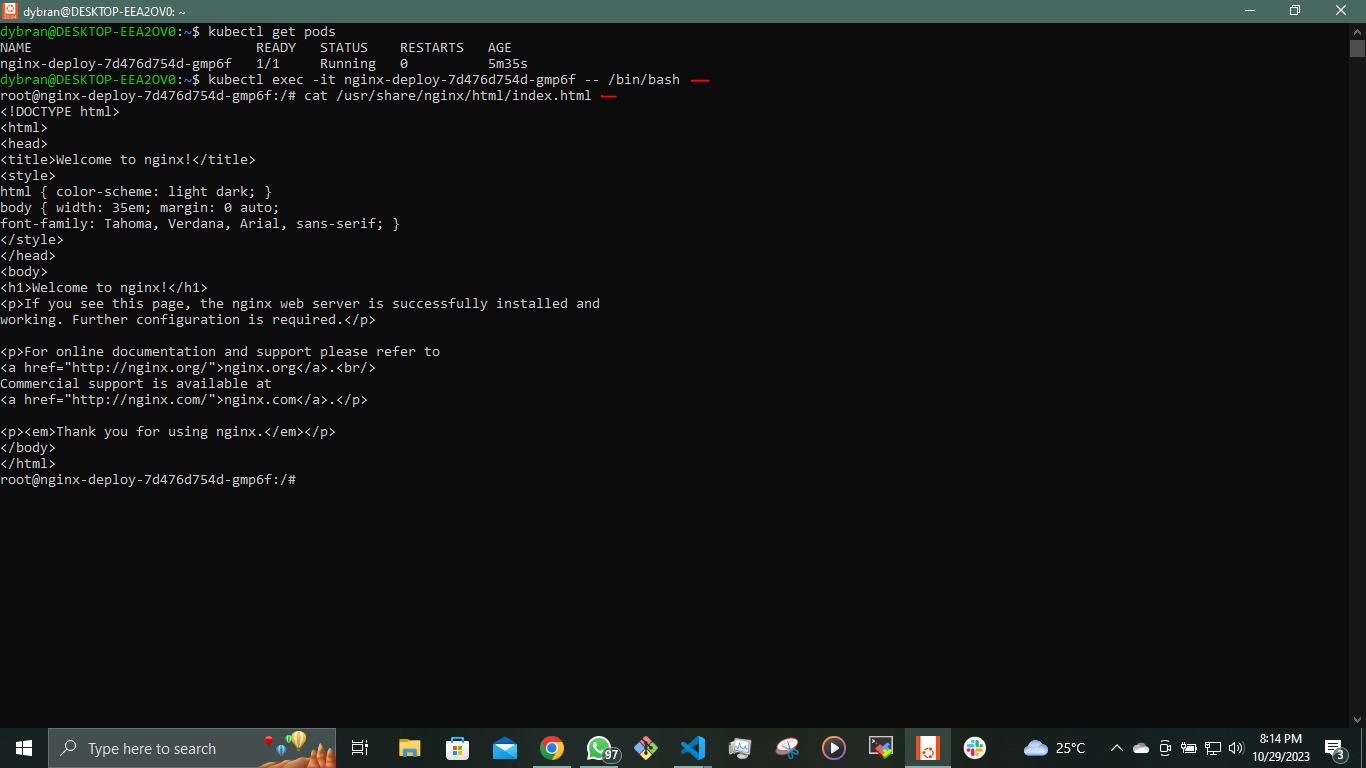 dybran@DESKTOP-EEA2OV0: ~
dybran@DESKTOP-EEA2OV0:~$ kubectl get pods
NAME                            READY   STATUS    RESTARTS   AGE
nginx-deploy-7d476d754d-gmp6f   1/1     Running   0          5m35s
dybran@DESKTOP-EEA2OV0:~$ kubectl exec -it nginx-deploy-7d476d754d-gmp6f -- /bin/bash
root@nginx-deploy-7d476d754d-gmp6f:/# cat /usr/share/nginx/html/index.html
<!DOCTYPE html>
<html>
<head>
<title>Welcome to nginx!</title>
<style>
html { color-scheme: light dark; }
body { width: 35em; margin: 0 auto;
font-family: Tahoma, Verdana, Arial, sans-serif; }
</style>
</head>
<body>
<h1>Welcome to nginx!</h1>
<p>If you see this page, the nginx web server is successfully installed and
working. Further configuration is required.</p>

<p>For online documentation and support please refer to
<a href="http://nginx.org/">nginx.org</a>.<br/>
Commercial support is available at
<a href="http://nginx.com/">nginx.com</a>.</p>

<p><em>Thank you for using nginx.</em></p>
</body>
</html>
root@nginx-deploy-7d476d754d-gmp6f:/#
Type here to search
97
25°C
8:14 PM
10/29/2023
3